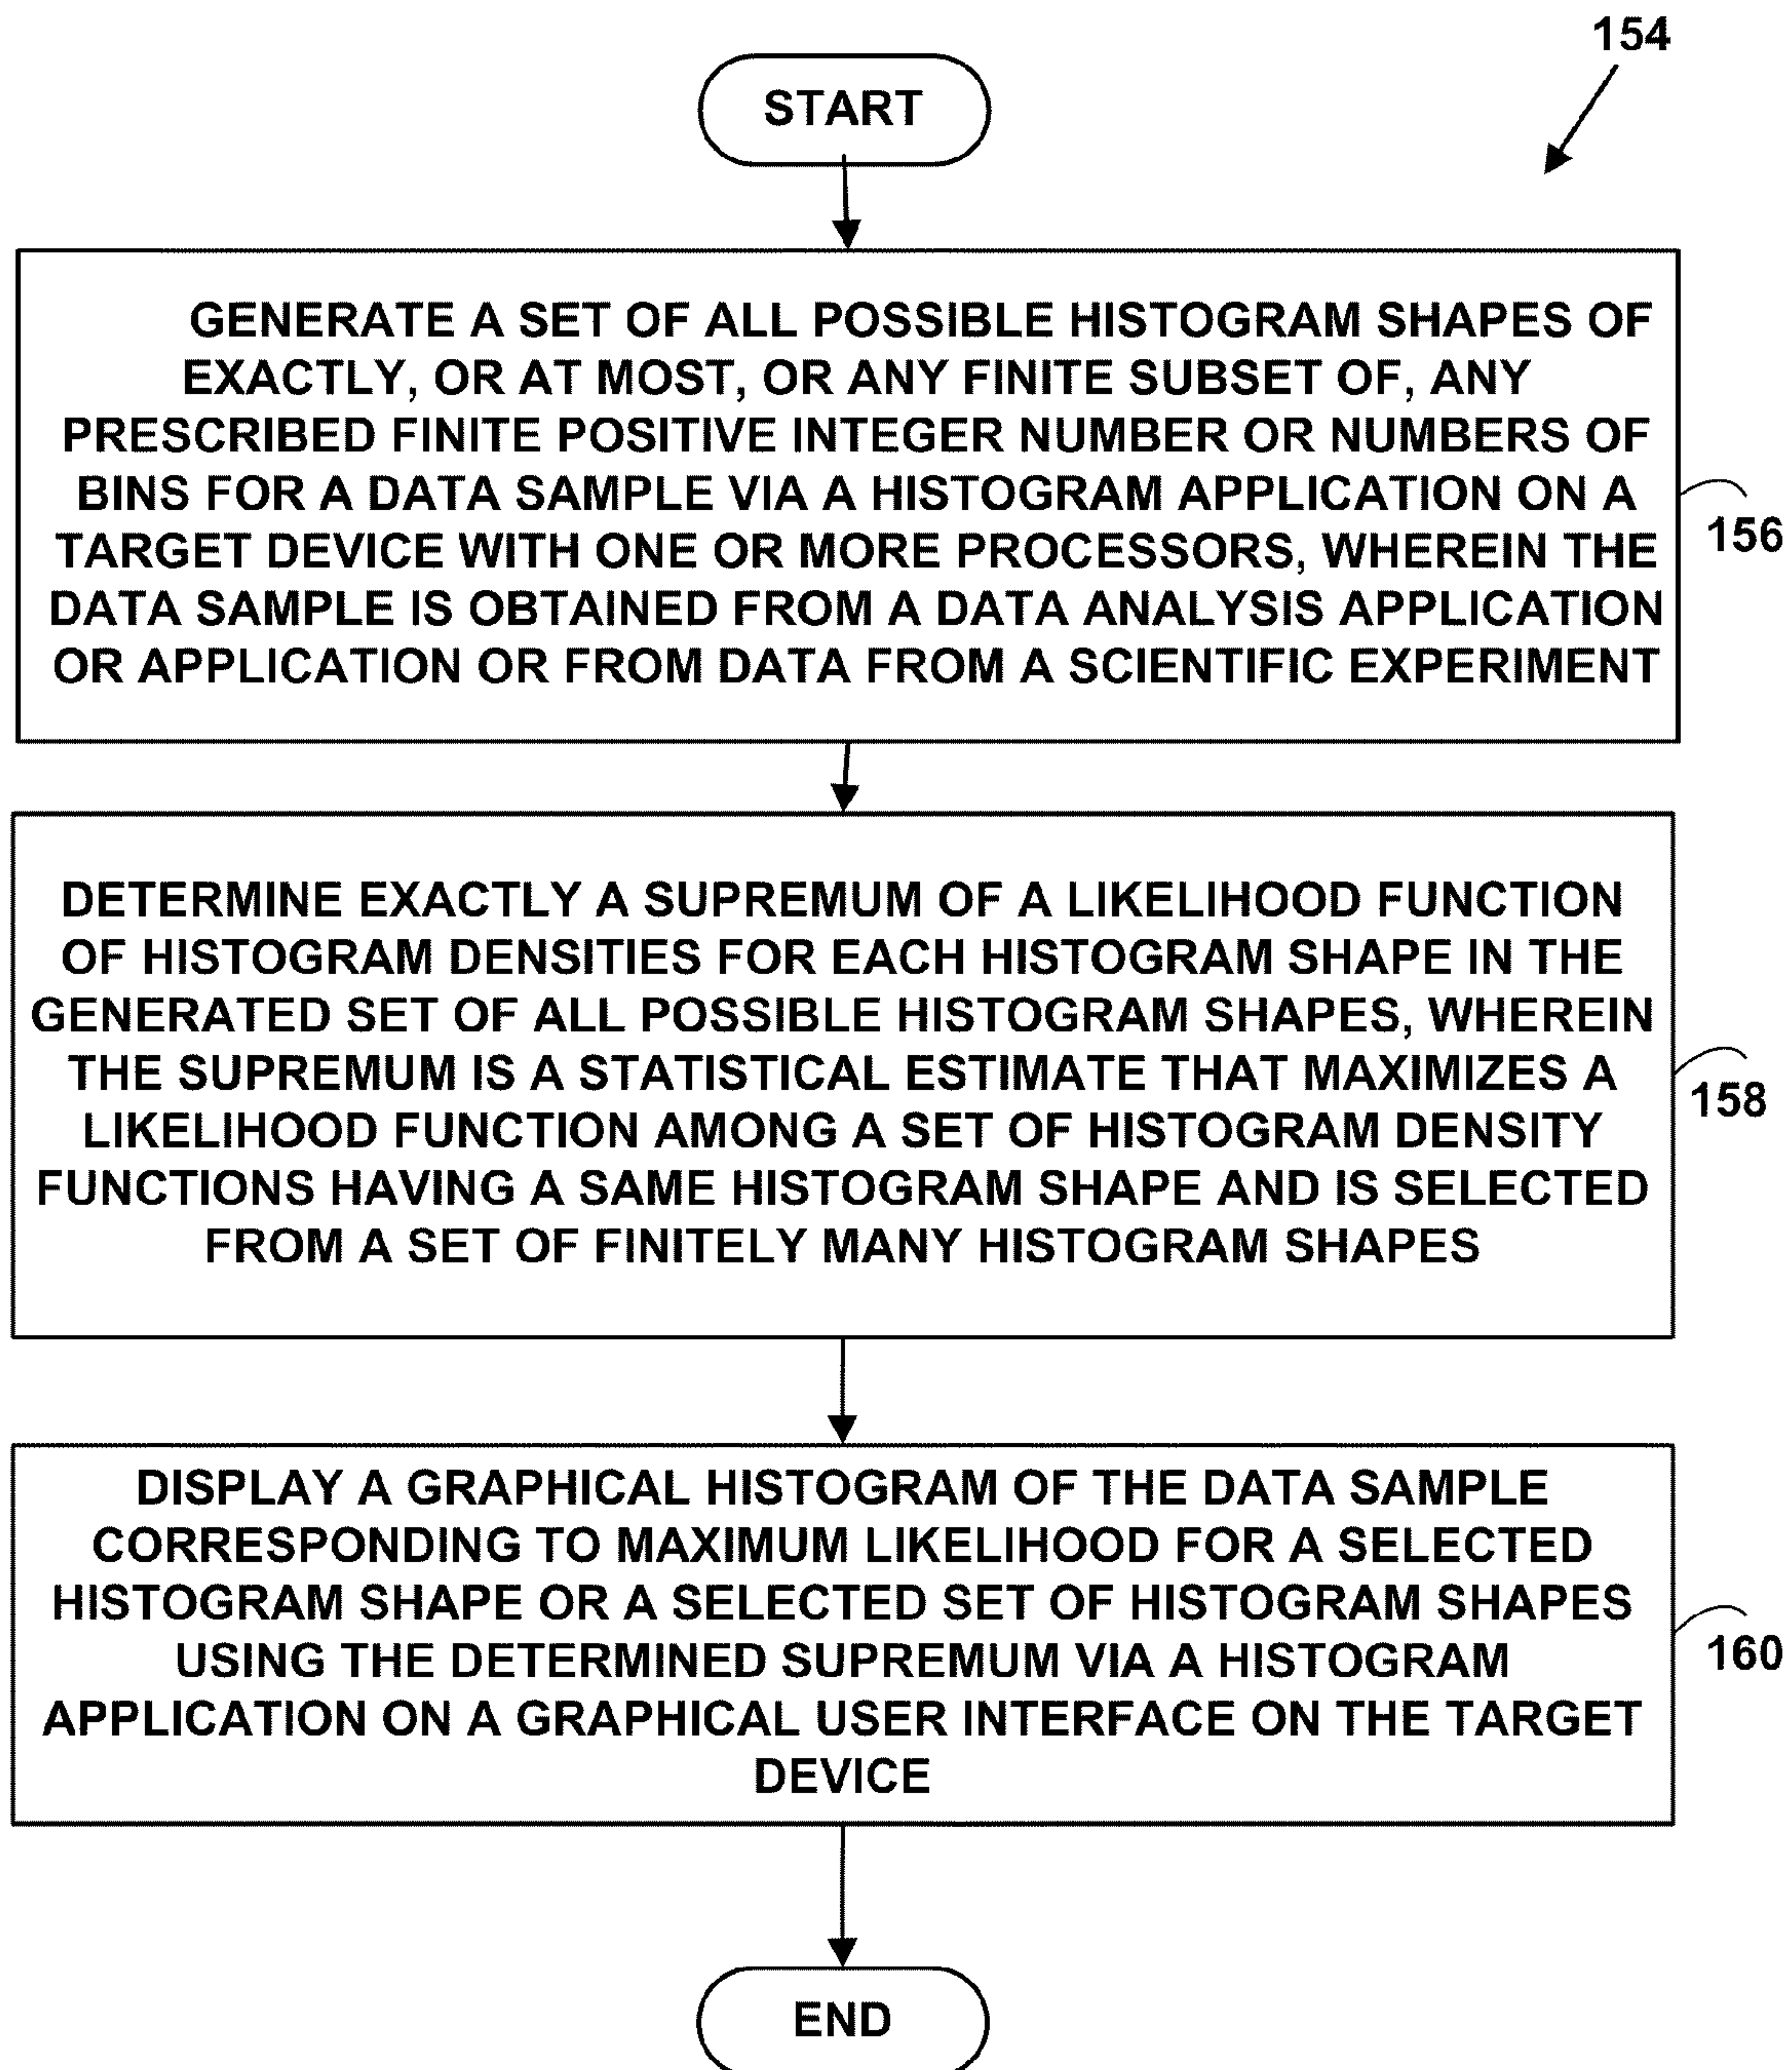 154
START
GENERATE A SET OF ALL POSSIBLE HISTOGRAM SHAPES OF
EXACTLY, OR AT MOST, OR ANY FINITE SUBSET OF, ANY
PRESCRIBED FINITE POSITIVE INTEGER NUMBER OR NUMBERS OF
BINS FOR A DATA SAMPLE VIA A HISTOGRAM APPLICATION ON A
TARGET DEVICE WITH ONE OR MORE PROCESSORS, WHEREIN THE
DATA SAMPLE IS OBTAINED FROM A DATA ANALYSIS APPLICATION
OR APPLICATION OR FROM DATA FROM A SCIENTIFIC EXPERIMENT
156
DETERMINE EXACTLY A SUPREMUM OF A LIKELIHOOD FUNCTION
OF HISTOGRAM DENSITIES FOR EACH HISTOGRAM SHAPE IN THE
GENERATED SET OF ALL POSSIBLE HISTOGRAM SHAPES, WHEREIN
THE SUPREMUM IS A STATISTICAL ESTIMATE THAT MAXIMIZES A
LIKELIHOOD FUNCTION AMONG A SET OF HISTOGRAM DENSITY
FUNCTIONS HAVING A SAME HISTOGRAM SHAPE AND IS SELECTED
FROM A SET OF FINITELY MANY HISTOGRAM SHAPES
158
DISPLAY A GRAPHICAL HISTOGRAM OF THE DATA SAMPLE
CORRESPONDING TO MAXIMUM LIKELIHOOD FOR A SELECTED
HISTOGRAM SHAPE OR A SELECTED SET OF HISTOGRAM SHAPES
USING THE DETERMINED SUPREMUM VIA A HISTOGRAM
APPLICATION ON A GRAPHICAL USER INTERFACE ON THE TARGET
DEVICE
160
END